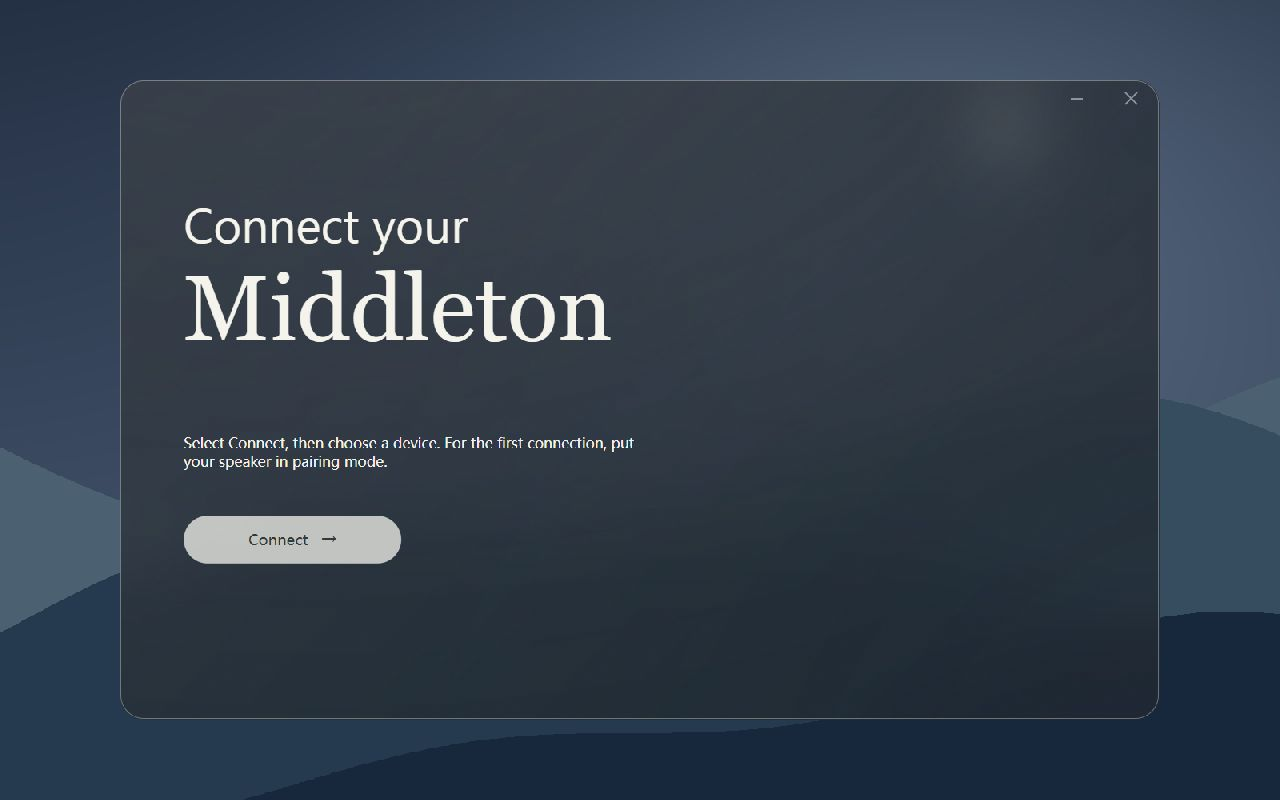 Connect your
Middleton
Select Connect, then choose a device. For the first connection, put
your speaker in pairing mode.
Connect →